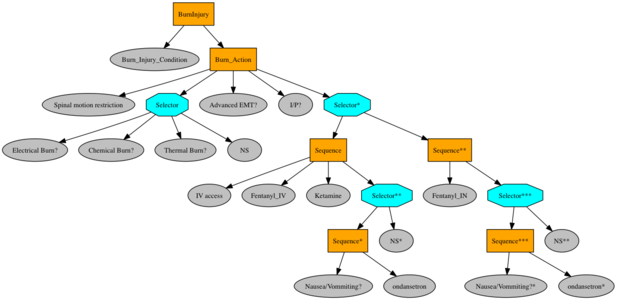 BurnInjury
Burn_Injury_Condition
Burn_Action
Spinal motion restriction
Selector
Advanced EMT?
I/P?
Selector*
Electrical Burn?
Chemical Burn?
Thermal Burn?
NS
Sequence
Sequence**
IV access
Fentanyl_IV
Ketamine
Selector**
Fentanyl_IN
Selector***
Sequence*
NS*
Sequence***
NS**
Nausea/Vommiting?
ondansetron
Nausea/Vommiting?*
ondansetron*